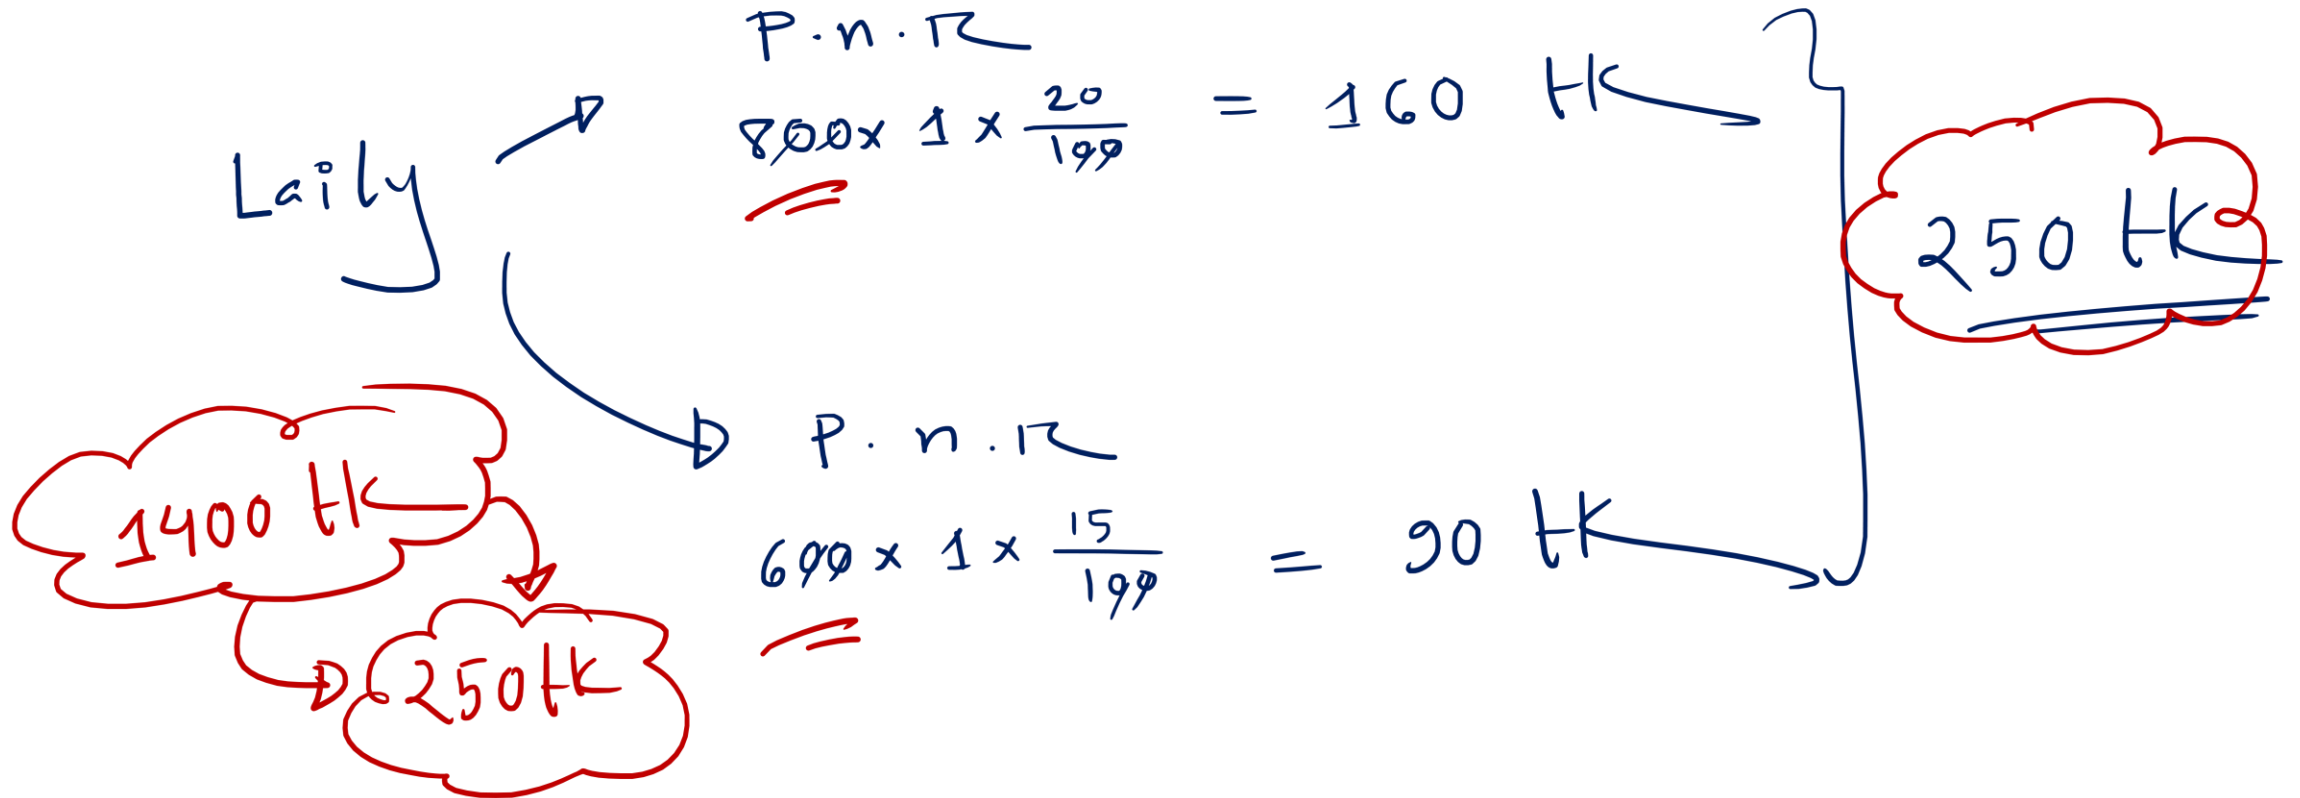 P.n.R
Laily
800 x 1 x 20/100 = 160 tk
250 tk
P.n.R
1400 tk
600 x 1 x 15/100 = 90 tk
250 tk